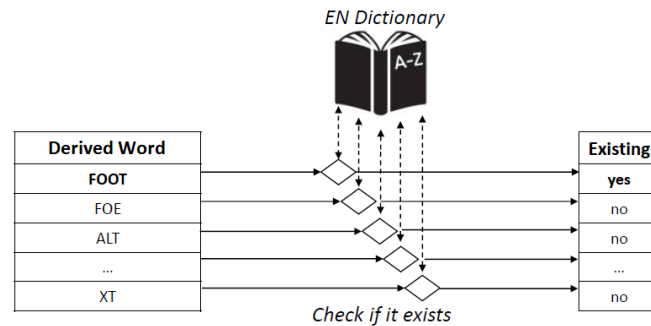 EN Dictionary
A-Z
Derived Word Existing
FOOT yes
FOE no
ALT no
... ...
XT no
Check if it exists